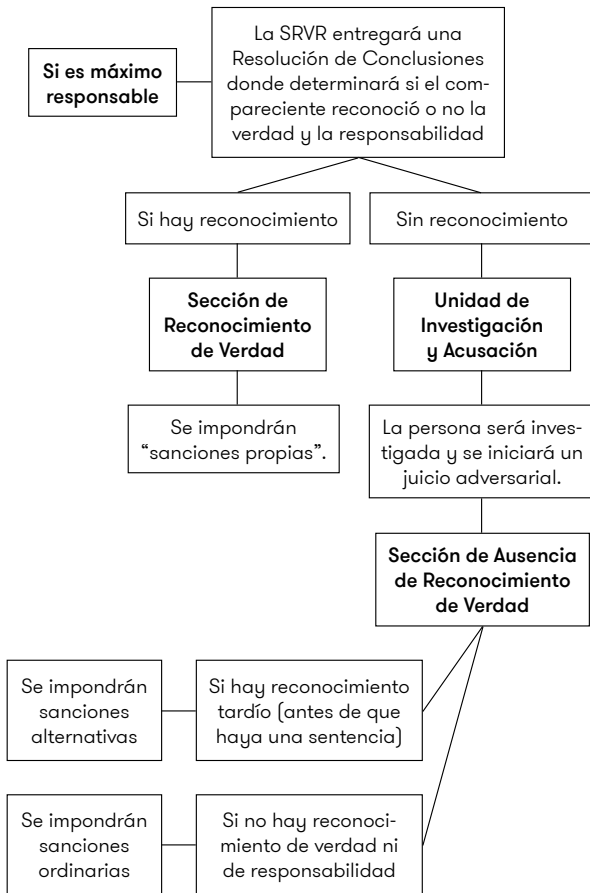 Si es máximo
responsable
La SRVR entregará una
Resolución de Conclusiones
donde determinará si el com-
pareciente reconoció o no la
verdad y la responsabilidad
Si hay reconocimiento
Sin reconocimiento
Sección de
Reconocimiento
de Verdad
Unidad de
Investigación
y Acusación
Se impondrán
“sanciones propias”.
La persona será inves-
tigada y se iniciará un
juicio adversarial.
Sección de Ausencia
de Reconocimiento
de Verdad
Se impondrán
sanciones
alternativas
Si hay reconocimiento
tardío (antes de que
haya una sentencia)
Se impondrán
sanciones
ordinarias
Si no hay reconoci-
miento de verdad ni
de responsabilidad